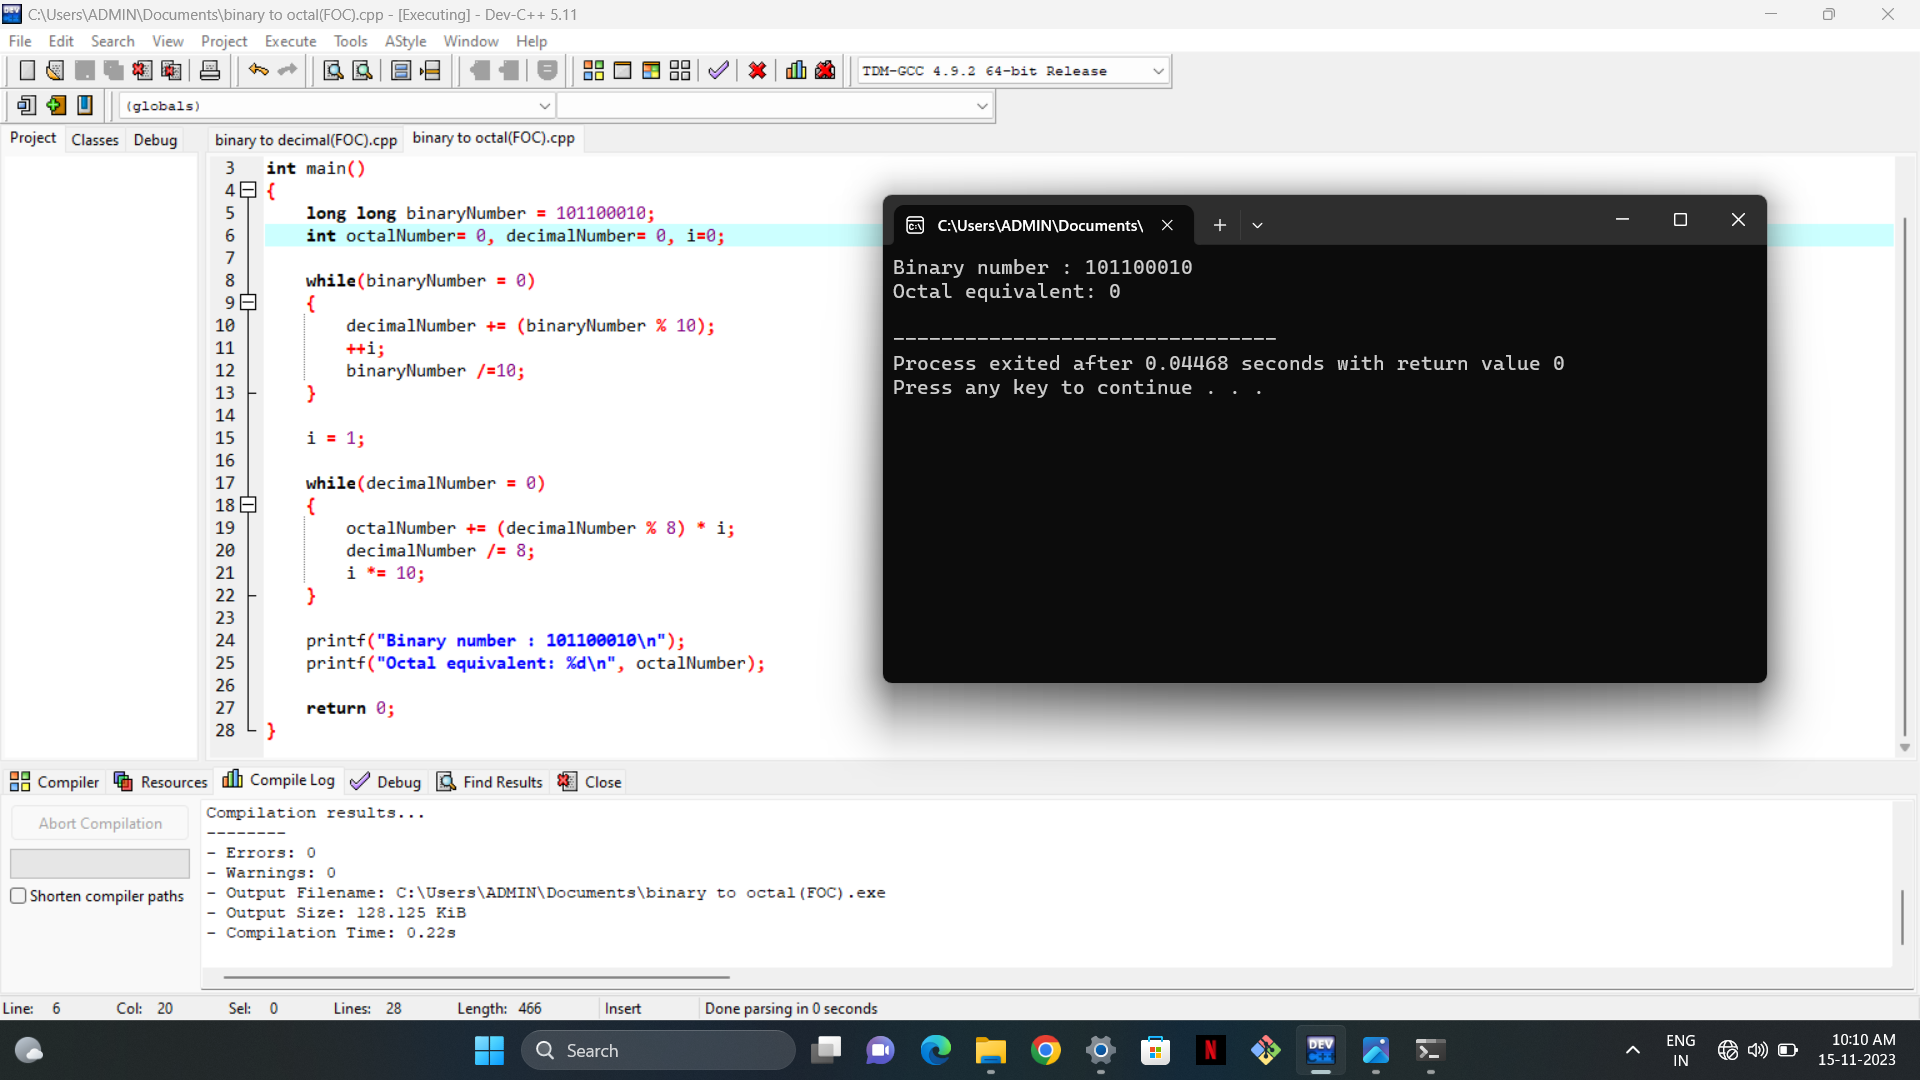 C:\Users\ADMIN\Documents\binary to octal(FOC).cpp - [Executing] - Dev-C++ 5.11
File Edit Search View Project Execute Tools AStyle Window Help
TDM-GCC 4.9.2 64-bit Release
(globals)
Project Classes Debug
binary to decimal(FOC).cpp binary to octal(FOC).cpp
3 int main()
4 {
5 long long binaryNumber = 101100010;
6 int octalNumber= 0, decimalNumber= 0, i=0;
7
8 while(binaryNumber = 0)
9 {
10 decimalNumber += (binaryNumber % 10);
11 ++i;
12 binaryNumber /=10;
13 }
14
15 i = 1;
16
17 while(decimalNumber = 0)
18 {
19 octalNumber += (decimalNumber % 8) * i;
20 decimalNumber /= 8;
21 i *= 10;
22 }
23
24 printf("Binary number : 101100010\n");
25 printf("Octal equivalent: %d\n", octalNumber);
26
27 return 0;
28 }
C:\Users\ADMIN\Documents\
Binary number : 101100010
Octal equivalent: 0
--------------------------------
Process exited after 0.04468 seconds with return value 0
Press any key to continue . . .
Compiler Resources Compile Log Debug Find Results Close
Abort Compilation
Shorten compiler paths
Compilation results...
--------
- Errors: 0
- Warnings: 0
- Output Filename: C:\Users\ADMIN\Documents\binary to octal(FOC).exe
- Output Size: 128.125 KiB
- Compilation Time: 0.22s
Line: 6 Col: 20 Sel: 0 Lines: 28 Length: 466 Insert Done parsing in 0 seconds
Search
DEV
ENG
IN
10:10 AM
15-11-2023